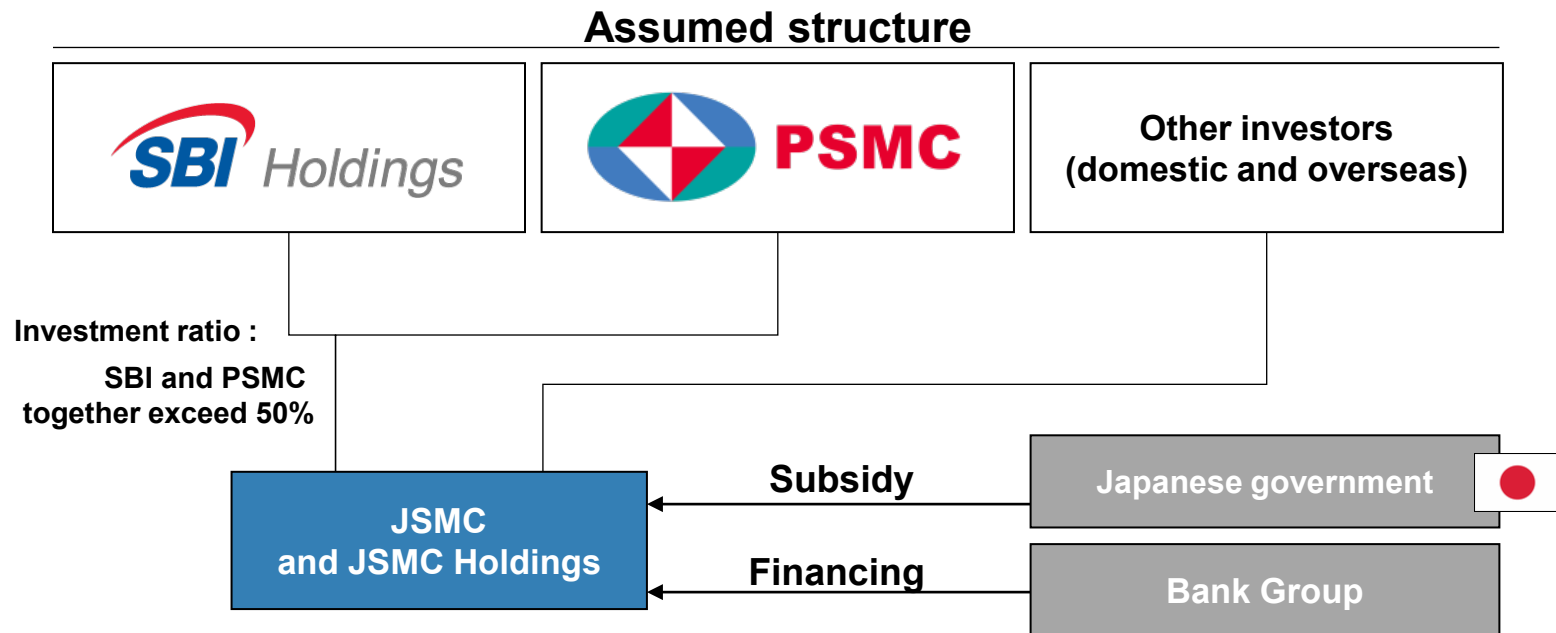 Assumed structure
SBI Holdings
PSMC
Other investors
(domestic and overseas)
Investment ratio :
SBI and PSMC
together exceed 50%
Subsidy
Japanese government
JSMC
and JSMC Holdings
Financing
Bank Group